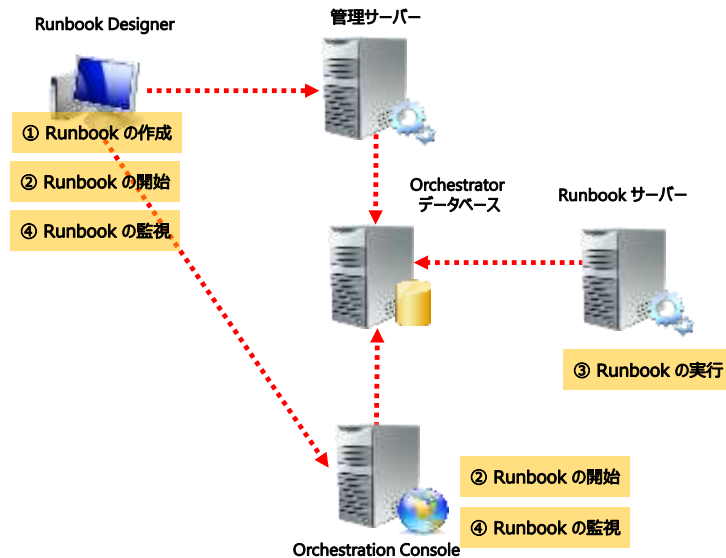 管理サーバー
Runbook Designer
① Runbook の作成
② Runbook の開始
④ Runbook の監視
Orchestrator
データベース
Runbook サーバー
③ Runbook の実行
② Runbook の開始
④ Runbook の監視
Orchestration Console